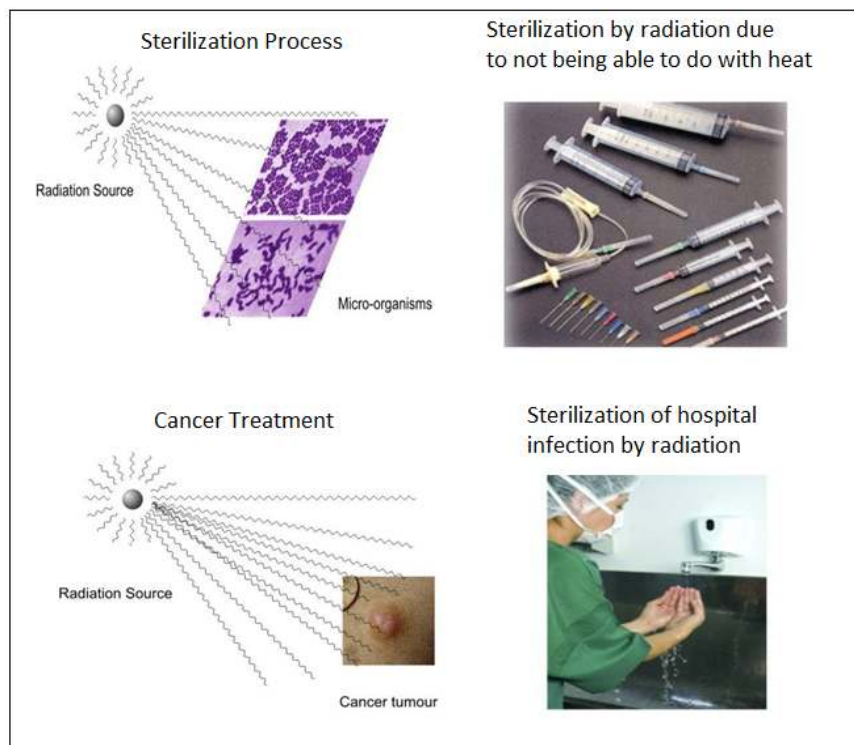 Sterilization Process
Radiation Source
Micro-organisms
Sterilization by radiation due
to not being able to do with heat
Cancer Treatment
Radiation Source
Cancer tumour
Sterilization of hospital
infection by radiation